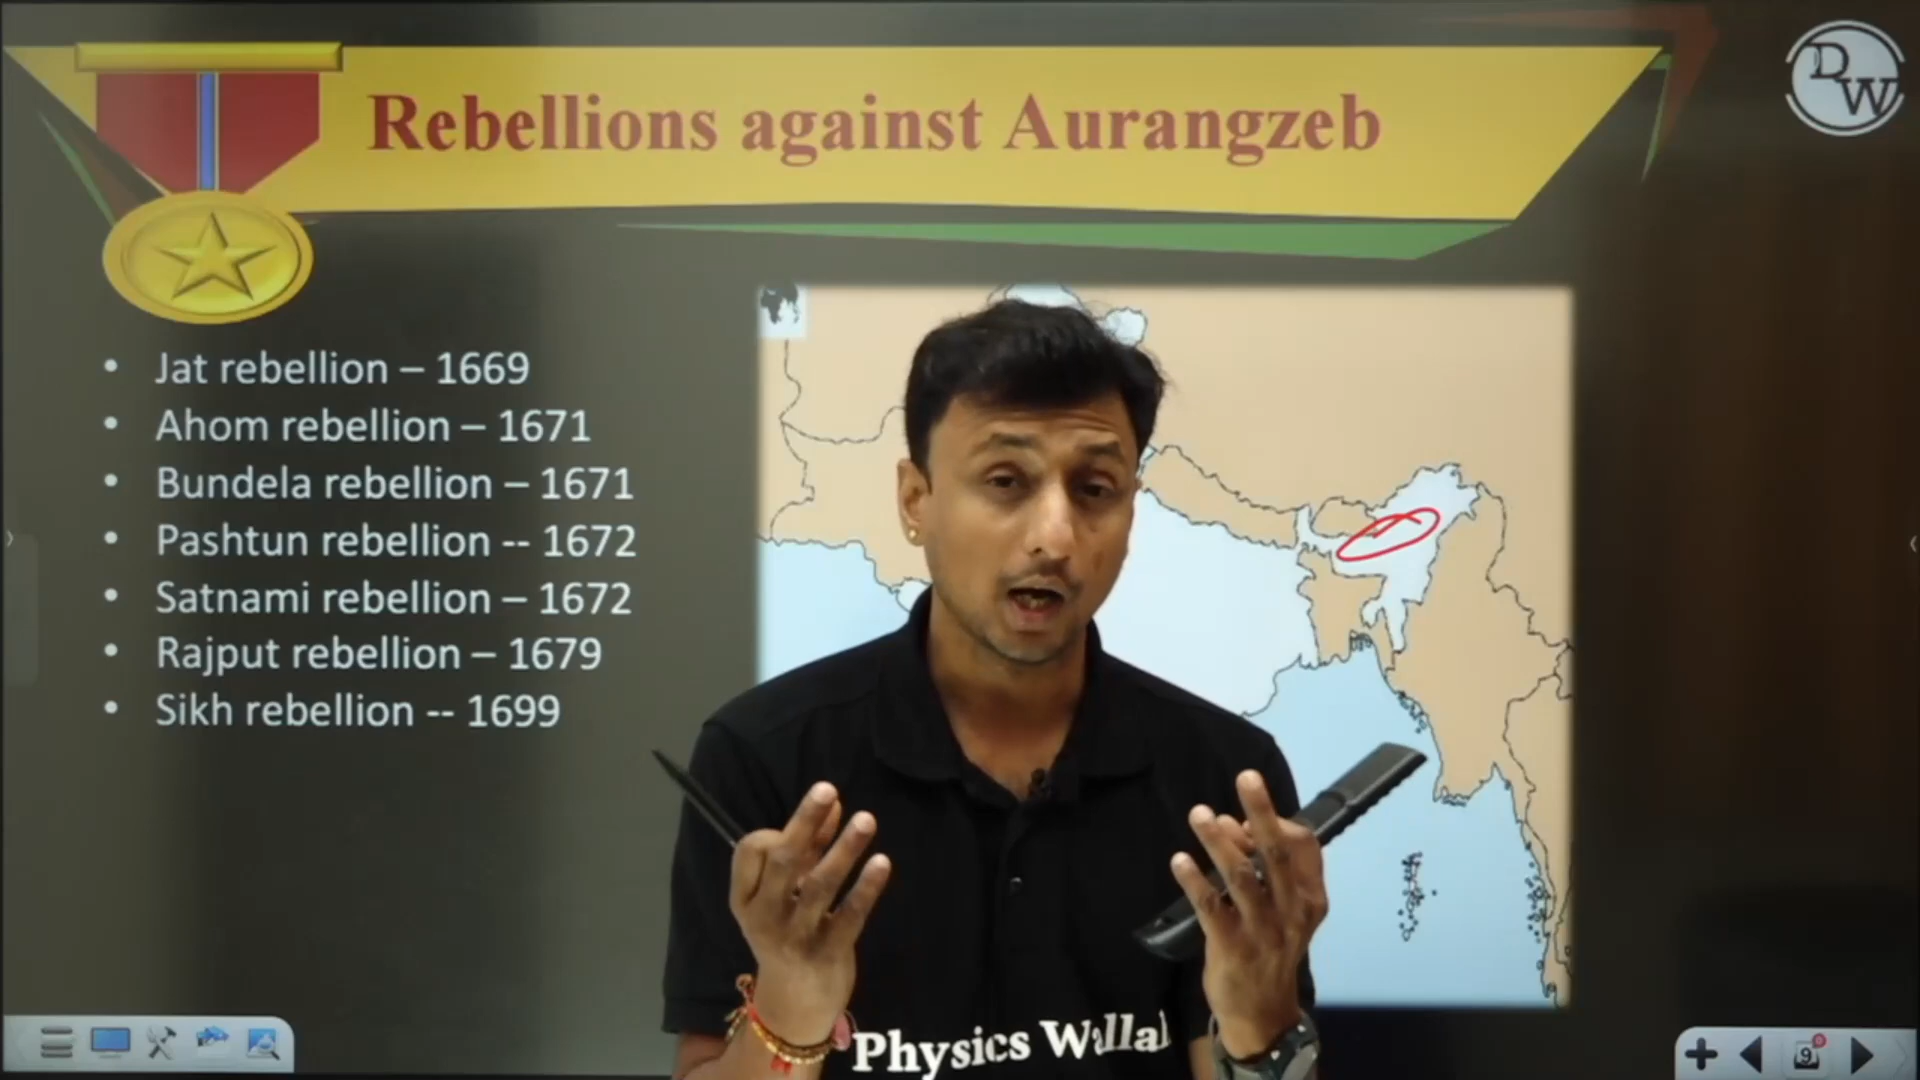 Rebellions against Aurangzeb
DW
• Jat rebellion – 1669
• Ahom rebellion – 1671
• Bundela rebellion – 1671
• Pashtun rebellion -- 1672
• Satnami rebellion – 1672
• Rajput rebellion – 1679
• Sikh rebellion -- 1699
Physics Wallah
9